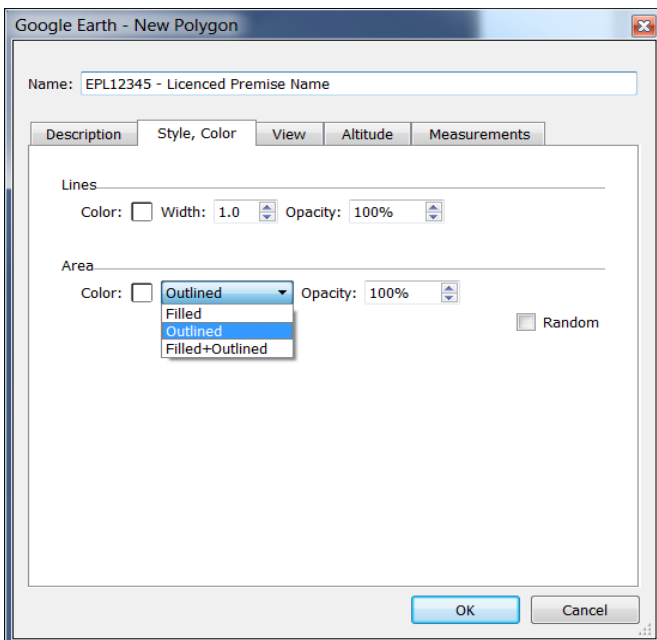 Google Earth - New Polygon
Name: EPL12345 - Licenced Premise Name
Description Style, Color View Altitude Measurements
Lines
Color: Width: 1.0 Opacity: 100%
Area
Color: Outlined Opacity: 100%
Filled
Outlined
Filled+Outlined
Random
OK Cancel